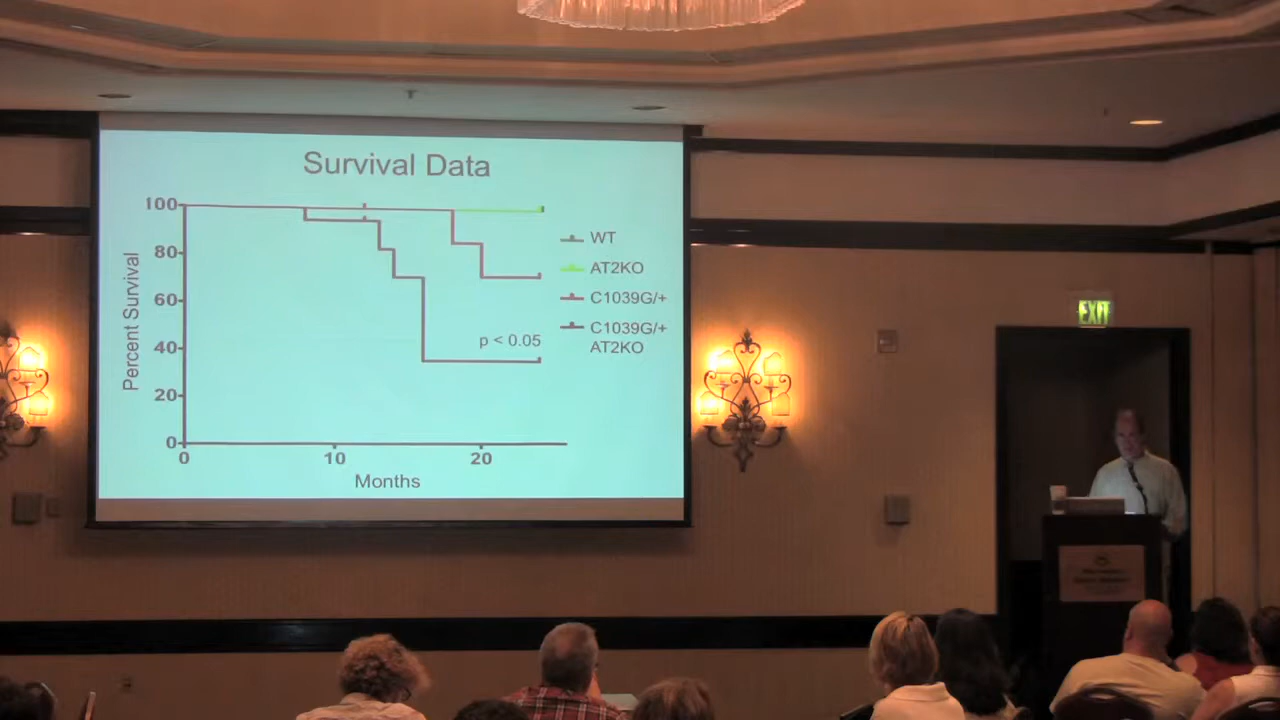 Survival Data
100
80
60
40
20
0
Percent Survival
0 10 20
Months
p < 0.05
WT
AT2KO
C1039G/+
C1039G/+
AT2KO
EXIT